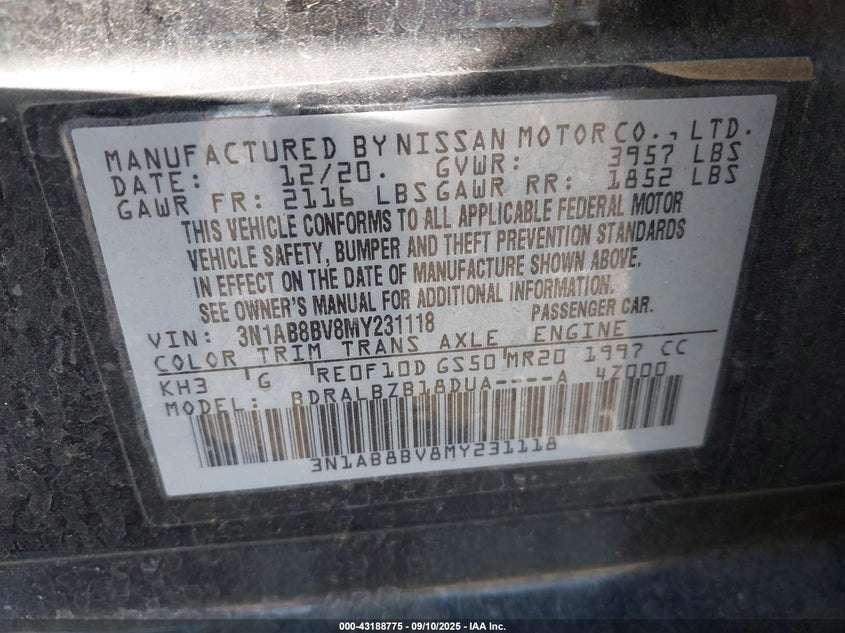 MANUFACTURED BY NISSAN MOTOR CO., LTD.
DATE: 12/20. GVWR: 3957 LBS
GAWR FR: 2116 LBS GAWR RR: 1852 LBS
THIS VEHICLE CONFORMS TO ALL APPLICABLE FEDERAL MOTOR
VEHICLE SAFETY, BUMPER AND THEFT PREVENTION STANDARDS
IN EFFECT ON THE DATE OF MANUFACTURE SHOWN ABOVE.
SEE OWNER'S MANUAL FOR ADDITIONAL INFORMATION.
VIN: 3N1AB8BV8MY231118 PASSENGER CAR.
COLOR TRIM TRANS AXLE ENGINE
KH3 G RE0F10D GS50 MR20 1997 CC
MODEL: BDRALBZB18DUA----A 47000
3N1AB8BV8MY231118
000-43188775 - 09/10/2025 - IAA Inc.